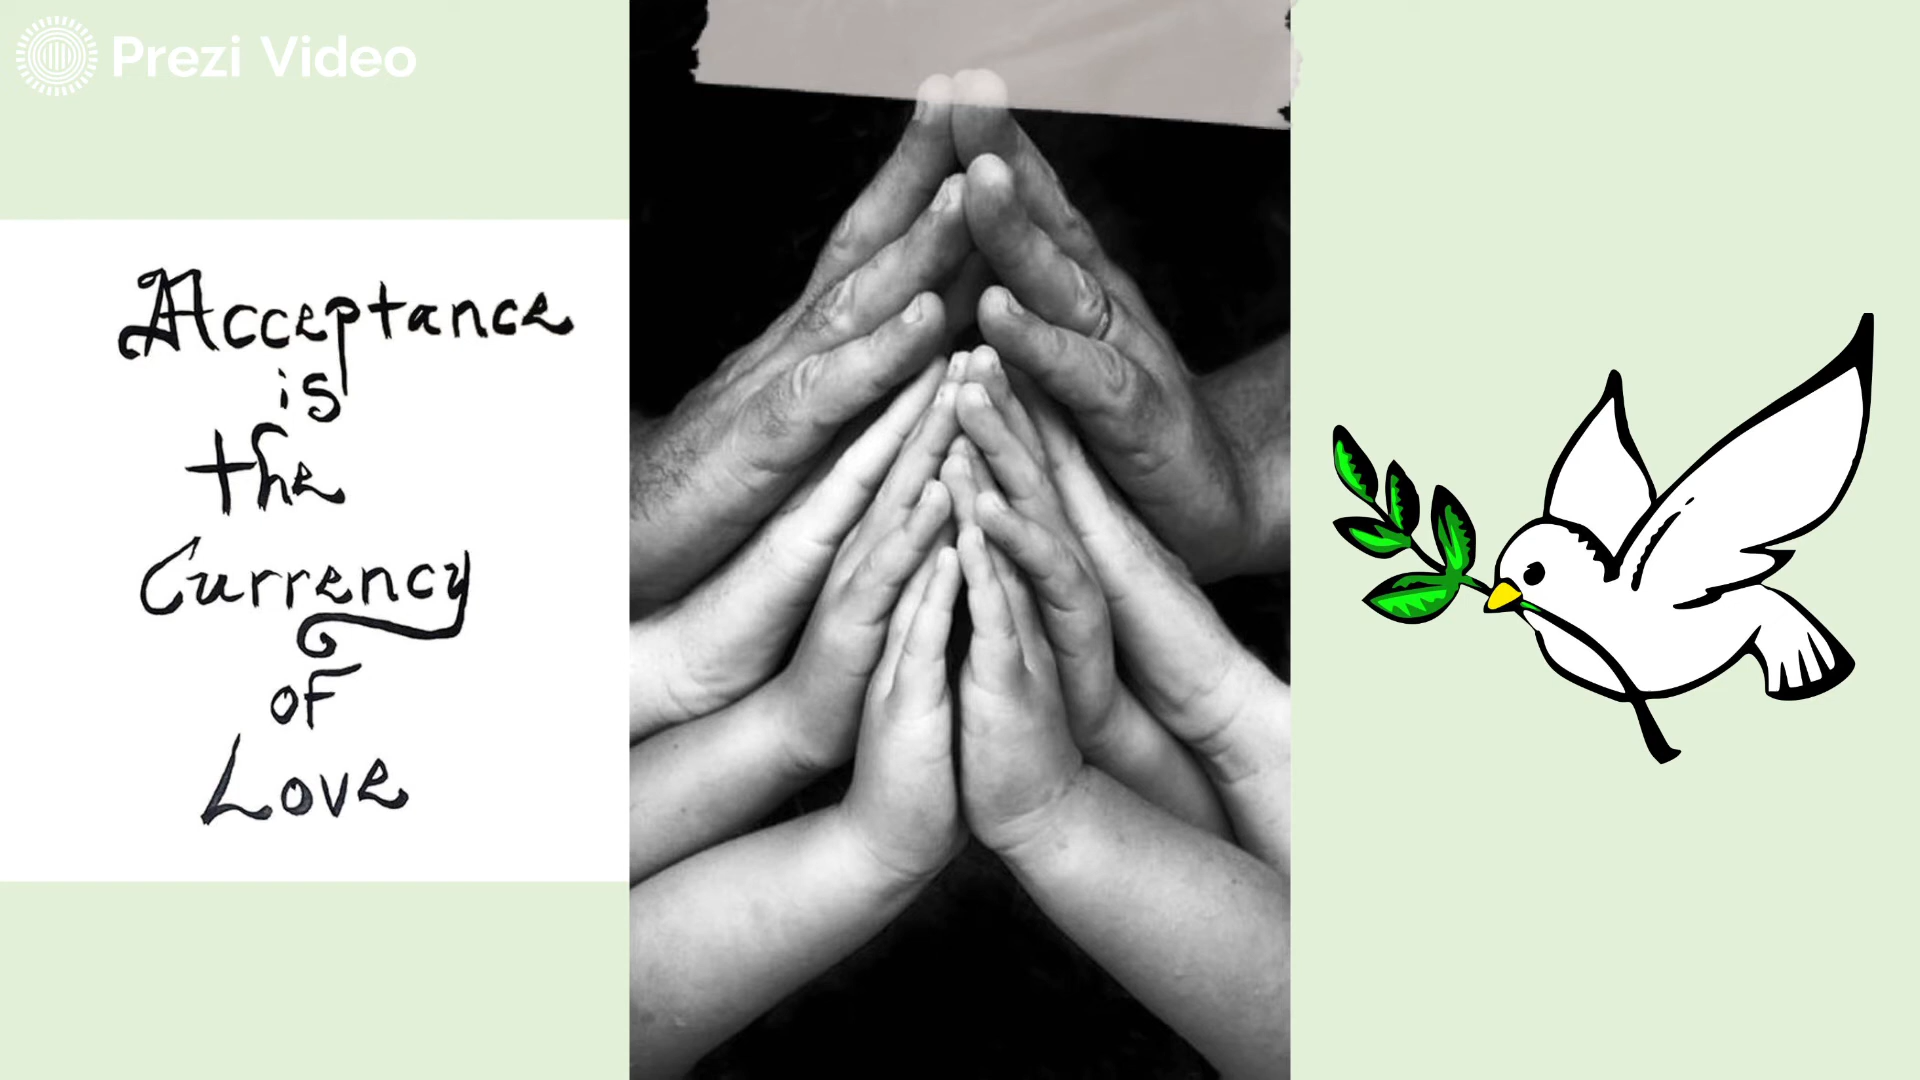 Prezi Video
Acceptance
is
the
Currency
of
Love